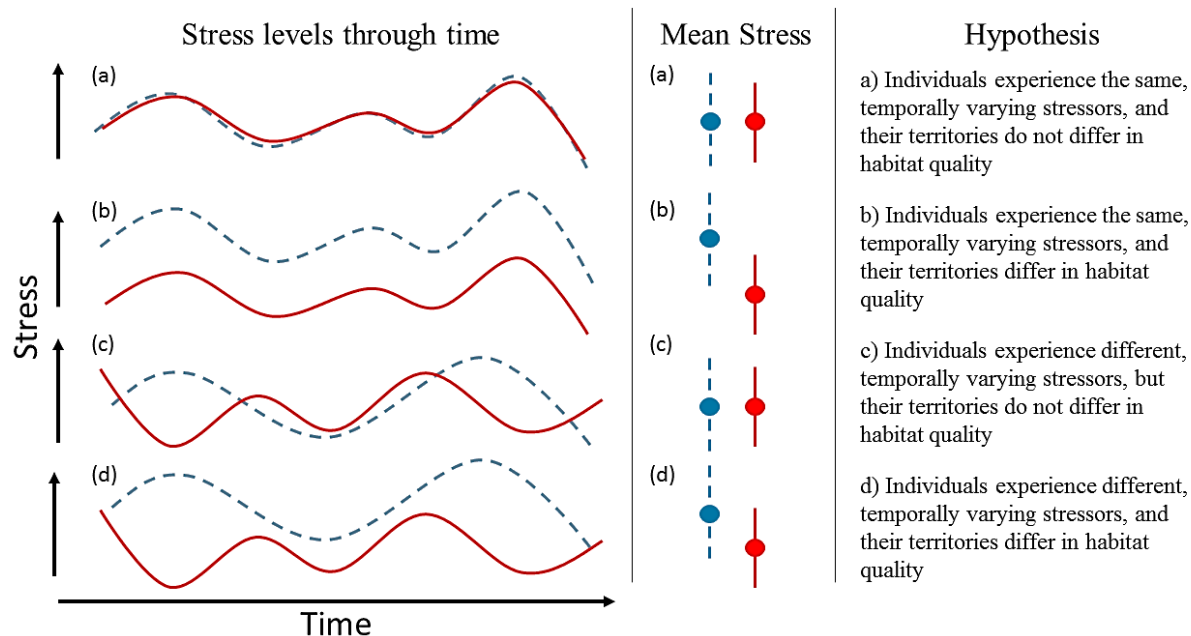 Stress levels through time
Mean Stress
Hypothesis
(a)
(a)
a) Individuals experience the same,
temporally varying stressors, and
their territories do not differ in
habitat quality
(b)
(b)
b) Individuals experience the same,
temporally varying stressors, and
their territories differ in habitat
quality
Stress
(c)
(c)
c) Individuals experience different,
temporally varying stressors, but
their territories do not differ in
habitat quality
(d)
(d)
d) Individuals experience different,
temporally varying stressors, and
their territories differ in habitat
quality
Time